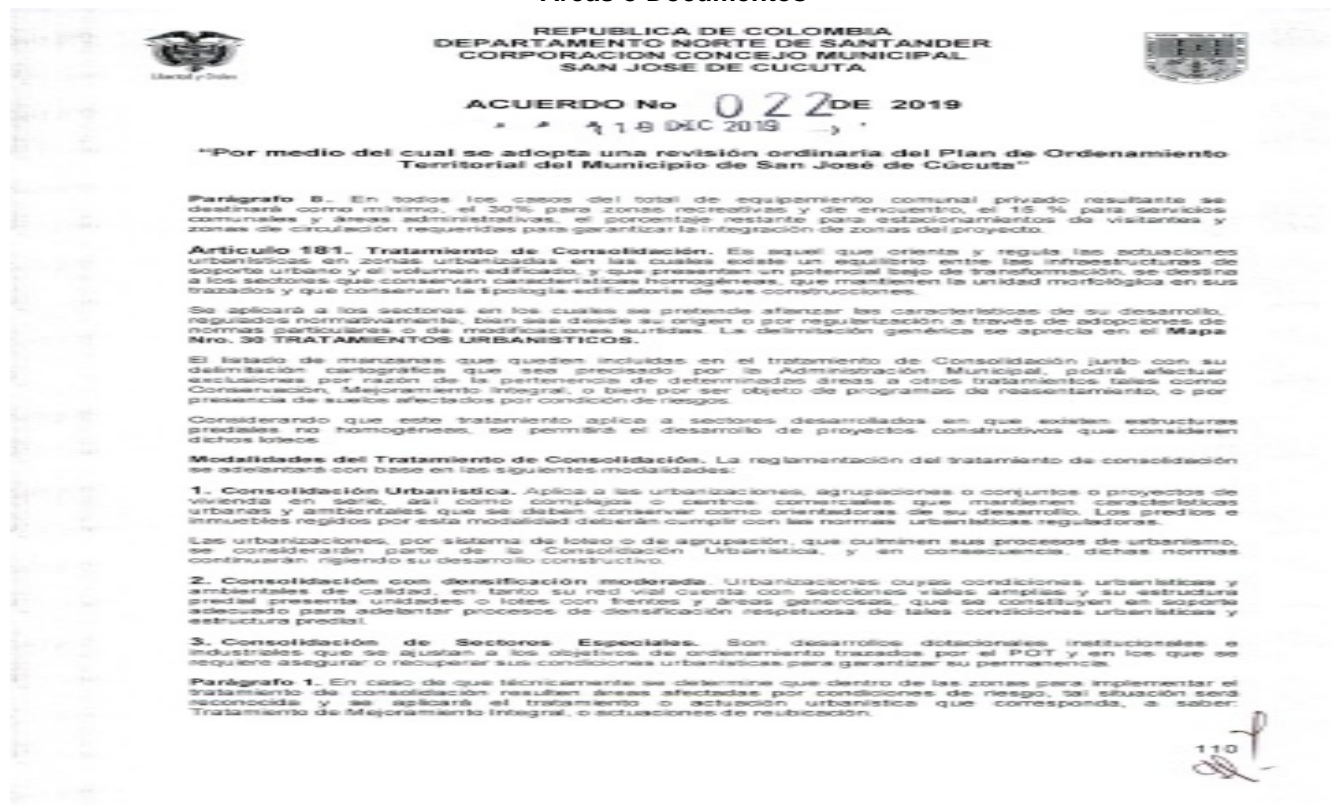 Áreas o Documentos
REPUBLICA DE COLOMBIA
DEPARTAMENTO NORTE DE SANTANDER
CORPORACION CONCEJO MUNICIPAL
SAN JOSE DE CUCUTA
Libertad y Orden
ACUERDO No 022 DE 2019
19 DEC 2019
"Por medio del cual se adopta una revisión ordinaria del Plan de Ordenamiento
Territorial del Municipio de San José de Cúcuta"
Parágrafo 8. En todos los casos del total de equipamiento comunal privado resultante se
destinará como mínimo, el 30% para zonas recreativas y de encuentro, el 15 % para servicios
comunales y áreas administrativas, el porcentaje restante para estacionamientos de visitantes y
zonas de circulación requeridas para garantizar la integración de zonas del proyecto.
Artículo 181. Tratamiento de Consolidación. Es aquel que orienta y regula las actuaciones
urbanísticas en zonas urbanizadas en las cuales existe un equilibrio entre las infraestructuras de
soporte urbano y el volumen edificado, y que presentan un potencial bajo de transformación, se destina
a los sectores que conservan características homogéneas, que mantienen la unidad morfológica en sus
trazados y que conservan la tipología edificatoria de sus construcciones.
Se aplicará a los sectores en los cuales se pretende afianzar las características de su desarrollo,
regulados normativamente, bien sea desde su origen o por regularización a través de adopciones de
normas particulares o de modificaciones surtidas. La delimitación genérica se aprecia en el Mapa
Nro. 30 TRATAMIENTOS URBANISTICOS.
El listado de manzanas que queden incluidas en el tratamiento de Consolidación junto con su
delimitación cartográfica que sea precisado por la Administración Municipal, podrá efectuar
exclusiones por razón de la pertenencia de determinadas áreas a otros tratamientos tales como
Conservación, Mejoramiento Integral, o bien por ser objeto de programas de reasentamiento, o por
presencia de suelos afectados por condición de riesgos.
Considerando que este tratamiento aplica a sectores desarrollados en que existen estructuras
prediales no homogéneas, se permitirá el desarrollo de proyectos constructivos que consideren
dichos loteos
Modalidades del Tratamiento de Consolidación. La reglamentación del tratamiento de consolidación
se adelantará con base en las siguientes modalidades:
1. Consolidación Urbanística. Aplica a las urbanizaciones, agrupaciones o conjuntos o proyectos de
vivienda en serie, así como complejos o centros comerciales que mantienen características
urbanas y ambientales que se deben conservar como orientadoras de su desarrollo. Los predios e
inmuebles regidos por esta modalidad deberán cumplir con las normas urbanísticas reguladoras.
Las urbanizaciones, por sistema de loteo o de agrupación, que culminen sus procesos de urbanismo,
se considerarán parte de la Consolidación Urbanística, y en consecuencia, dichas normas
continuarán rigiendo su desarrollo constructivo.
2. Consolidación con densificación moderada. Urbanizaciones cuyas condiciones urbanísticas y
ambientales de calidad, en tanto su red vial cuenta con secciones viales amplias y su estructura
predial presenta unidades o lotes con frentes y áreas generosas, que se constituyen en soporte
adecuado para adelantar procesos de densificación respetuosa de tales condiciones urbanísticas y
estructura predial.
3. Consolidación de Sectores Especiales. Son desarrollos dotacionales institucionales e
industriales que se ajustan a los objetivos de ordenamiento trazados por el POT y en los que se
requiere asegurar o recuperar sus condiciones urbanísticas para garantizar su permanencia.
Parágrafo 1. En caso de que técnicamente se determine que dentro de las zonas para implementar el
tratamiento de consolidación resulten áreas afectadas por condiciones de riesgo, tal situación será
reconocida y se aplicará el tratamiento o actuación urbanística que corresponda, a saber:
Tratamiento de Mejoramiento Integral, o actuaciones de reubicación.
110